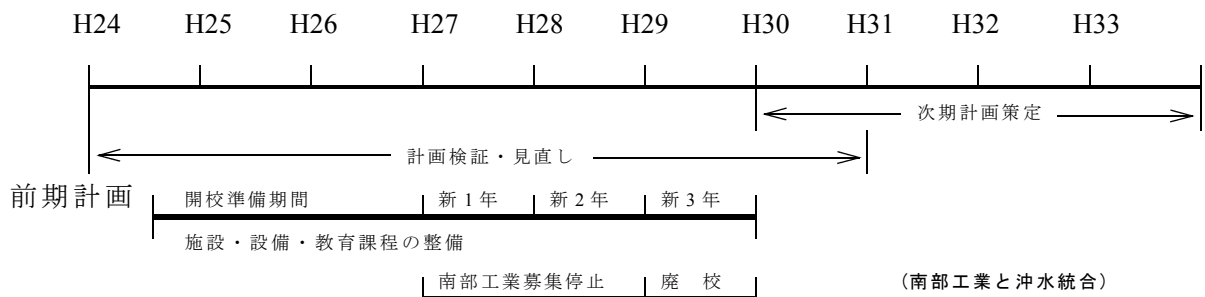 H24 H25 H26 H27 H28 H29 H30 H31 H32 H33
次期計画策定
計画検証・見直し
前期計画 開校準備期間 新1年 新2年 新3年
施設・設備・教育課程の整備
南部工業募集停止 廃 校 (南部工業と沖水統合)